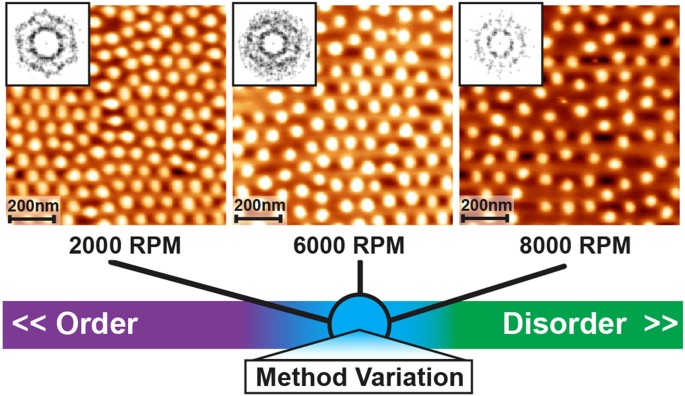 200nm
200nm
200nm
2000 RPM
6000 RPM
8000 RPM
<< Order
Disorder >>
Method Variation